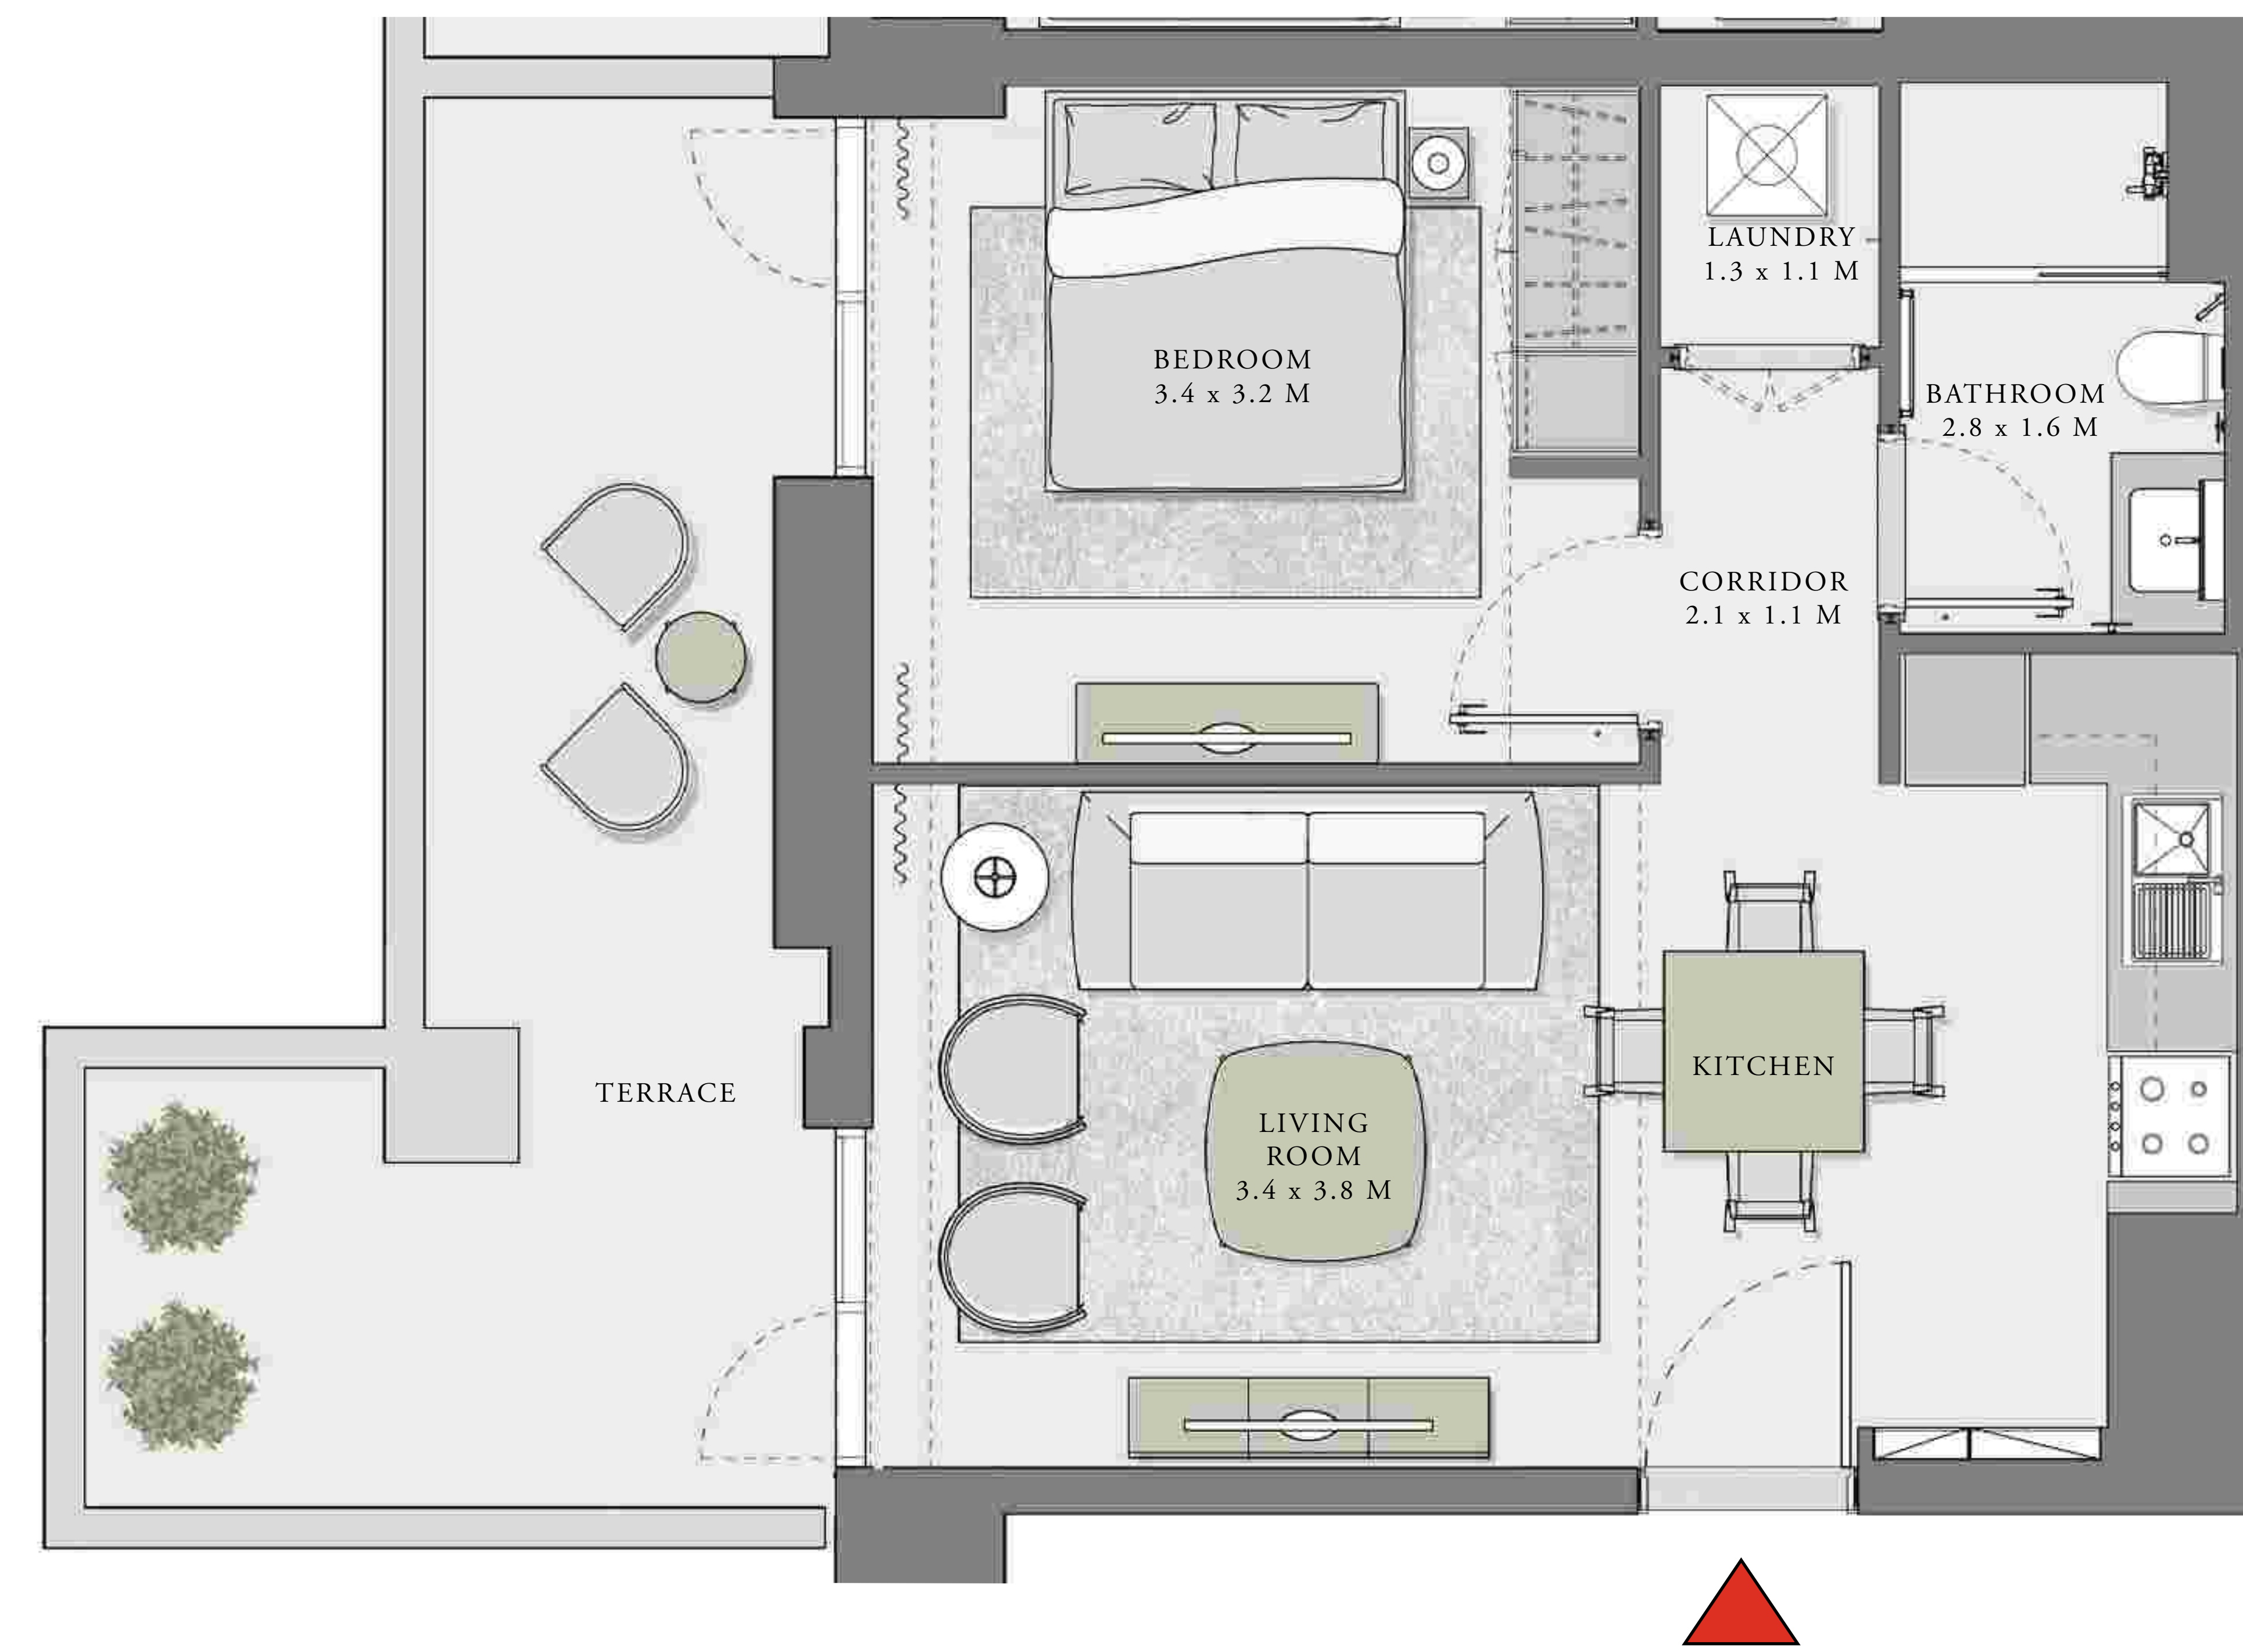 LAUNDRY
1.3 x 1.1 M
BEDROOM
3.4 x 3.2 M
BATHROOM
2.8 x 1.6 M
CORRIDOR
2.1 x 1.1 M
KITCHEN
TERRACE
LIVING
ROOM
3.4 x 3.8 M